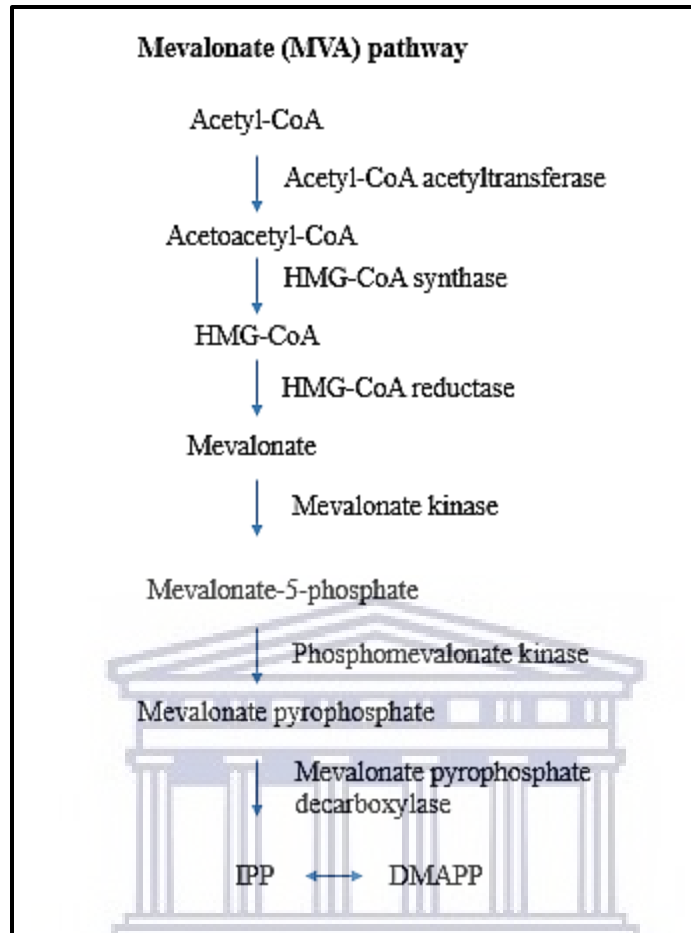 Mevalonate (MVA) pathway
Acetyl-CoA
Acetyl-CoA acetyltransferase
Acetoacetyl-CoA
HMG-CoA synthase
HMG-CoA
HMG-CoA reductase
Mevalonate
Mevalonate kinase
Mevalonate-5-phosphate
Phosphomevalonate kinase
Mevalonate pyrophosphate
Mevalonate pyrophosphate
decarboxylase
IPP DMAPP